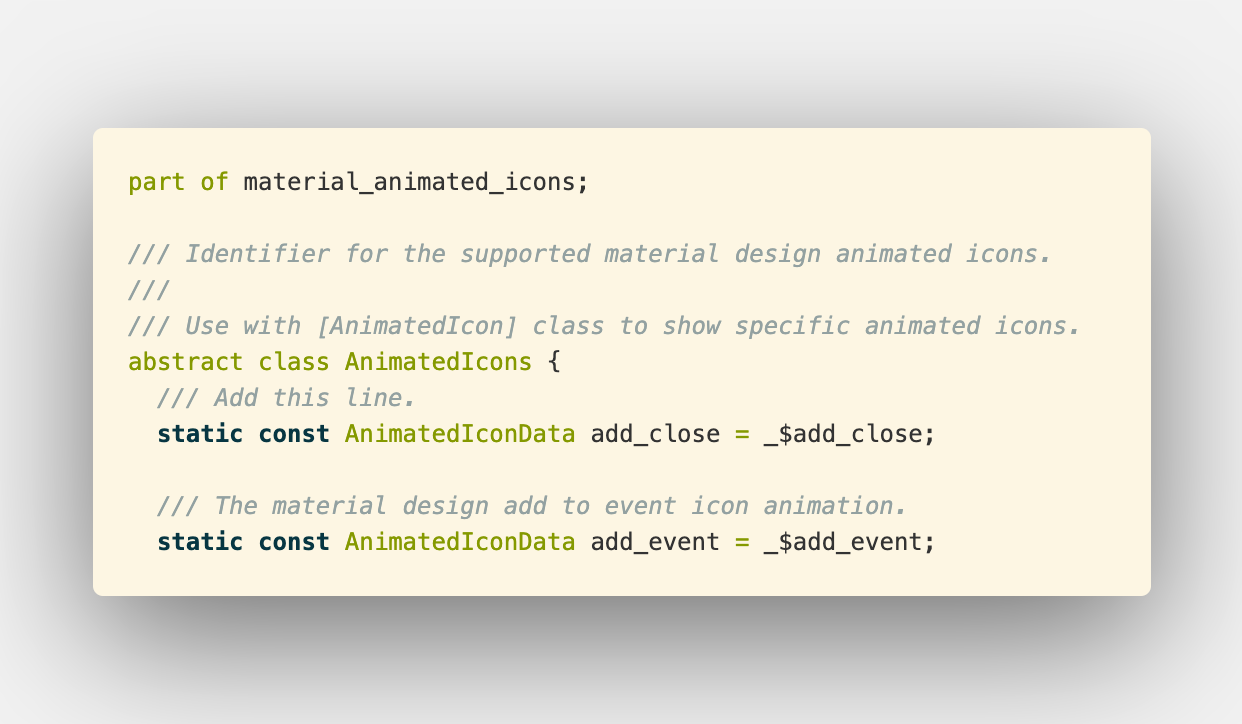 part of material_animated_icons;
/// Identifier for the supported material design animated icons.
///
/// Use with [AnimatedIcon] class to show specific animated icons.
abstract class AnimatedIcons {
/// Add this line.
static const AnimatedIconData add_close = _$add_close;
/// The material design add to event icon animation.
static const AnimatedIconData add_event = _$add_event;